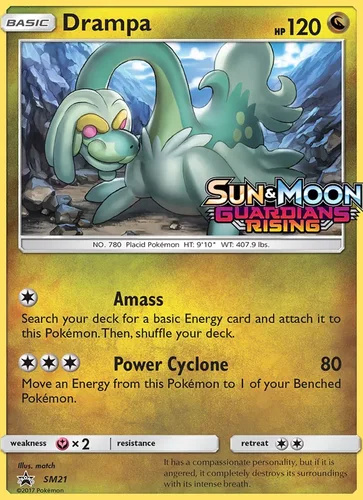 BASIC Drampa HP 120
SUN & MOON
GUARDIANS
RISING
NO. 780 Placid Pokémon HT: 9'10" WT: 407.9 lbs.
Amass
Search your deck for a basic Energy card and attach it to
this Pokémon. Then, shuffle your deck.
Power Cyclone 80
Move an Energy from this Pokémon to 1 of your Benched
Pokémon.
weakness × 2 resistance retreat
Illus. match
SM21
PROMO
©2017 Pokémon
It has a compassionate personality, but if it is
angered, it completely destroys its surroundings
with its intense breath.